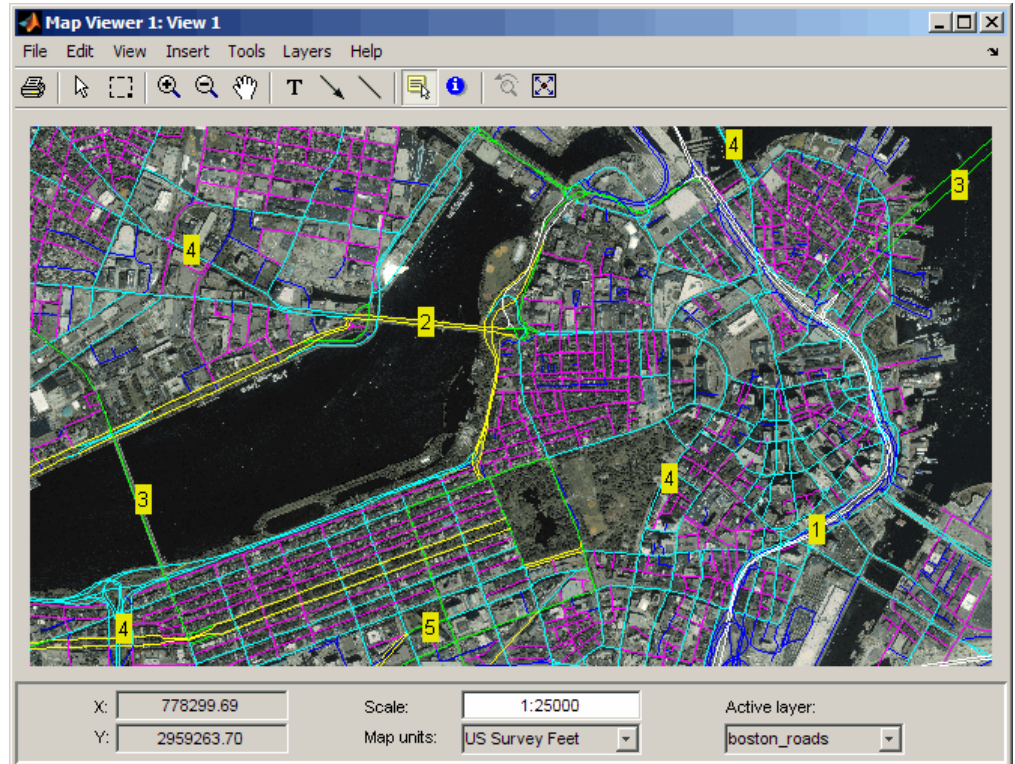 Map Viewer 1: View 1
File Edit View Insert Tools Layers Help
T
4
3
4
2
3
4
1
4
5
X: 778299.69 Scale: 1:25000 Active layer:
Y: 2959263.70 Map units: US Survey Feet boston_roads